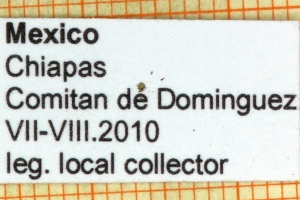 Mexico
Chiapas
Comitan de Dominguez
VII-VIII.2010
leg. local collector